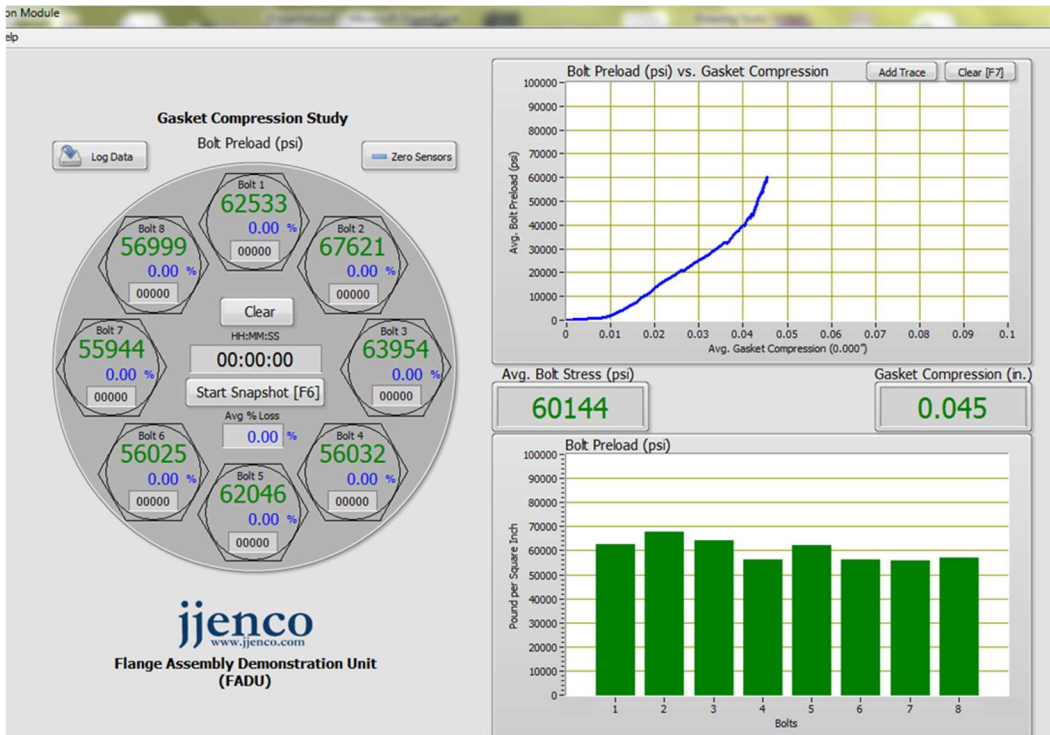 on Module
elp
Gasket Compression Study
Bolt Preload (psi)
Log Data
Zero Sensors
Bolt 1
62533
0.00 %
00000
Bolt 8
56999
0.00 %
00000
Bolt 2
67621
0.00 %
00000
Clear
HH:MM:SS
00:00:00
Start Snapshot [F6]
Avg % Loss
0.00 %
Bolt 7
55944
0.00 %
00000
Bolt 3
63954
0.00 %
00000
Bolt 6
56025
0.00 %
00000
Bolt 4
56032
0.00 %
00000
Bolt 5
62046
0.00 %
00000
jjenco
www.jjenco.com
Flange Assembly Demonstration Unit
(FADU)
Bolt Preload (psi) vs. Gasket Compression
Add Trace
Clear [F7]
Avg. Bolt Preload (psi)
100000
90000
80000
70000
60000
50000
40000
30000
20000
10000
0
0 0.01 0.02 0.03 0.04 0.05 0.06 0.07 0.08 0.09 0.1
Avg. Gasket Compression (0.000")
Avg. Bolt Stress (psi)
60144
Gasket Compression (in.)
0.045
Bolt Preload (psi)
Pound per Square Inch
100000
90000
80000
70000
60000
50000
40000
30000
20000
10000
0
1 2 3 4 5 6 7 8
Bolts